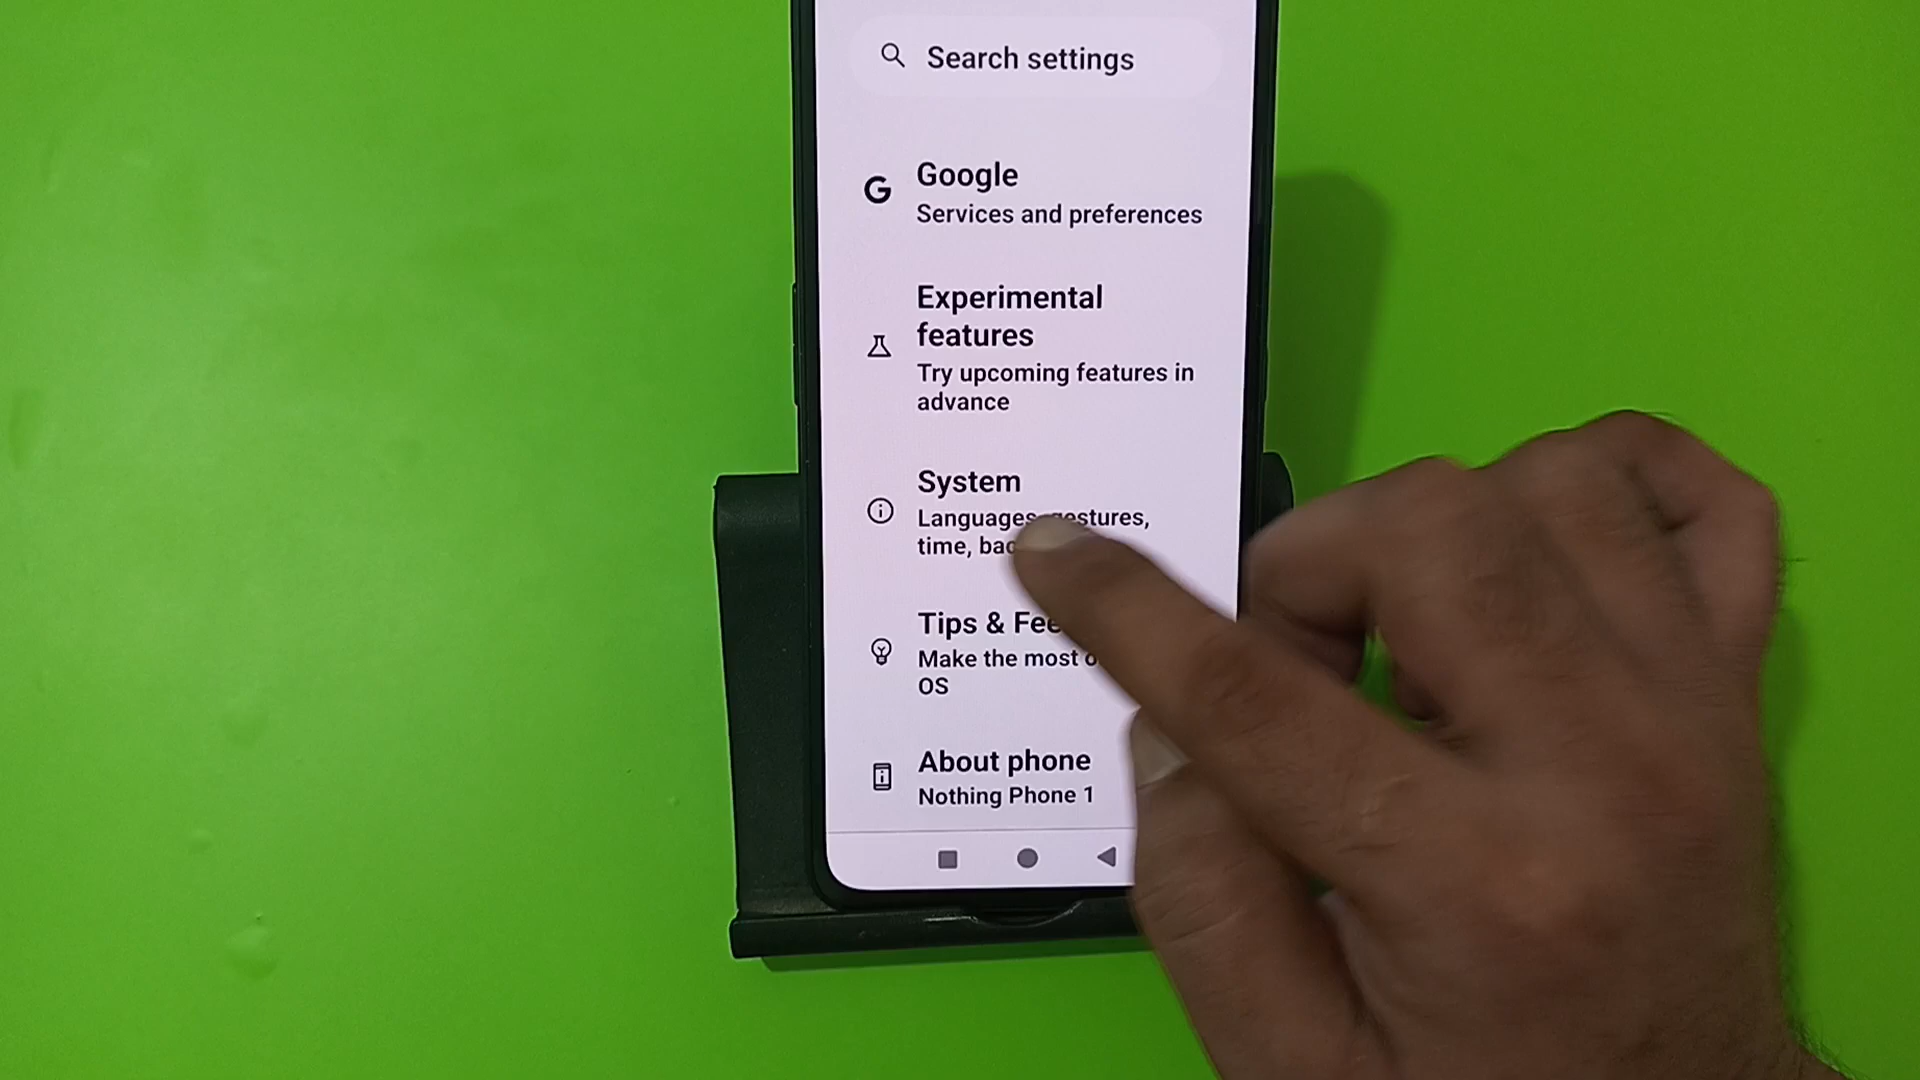 Search settings
Google
Services and preferences
Experimental
features
Try upcoming features in
advance
System
Languages, gestures,
time,
Tips &
Make the most
OS
About phone
Nothing Phone 1